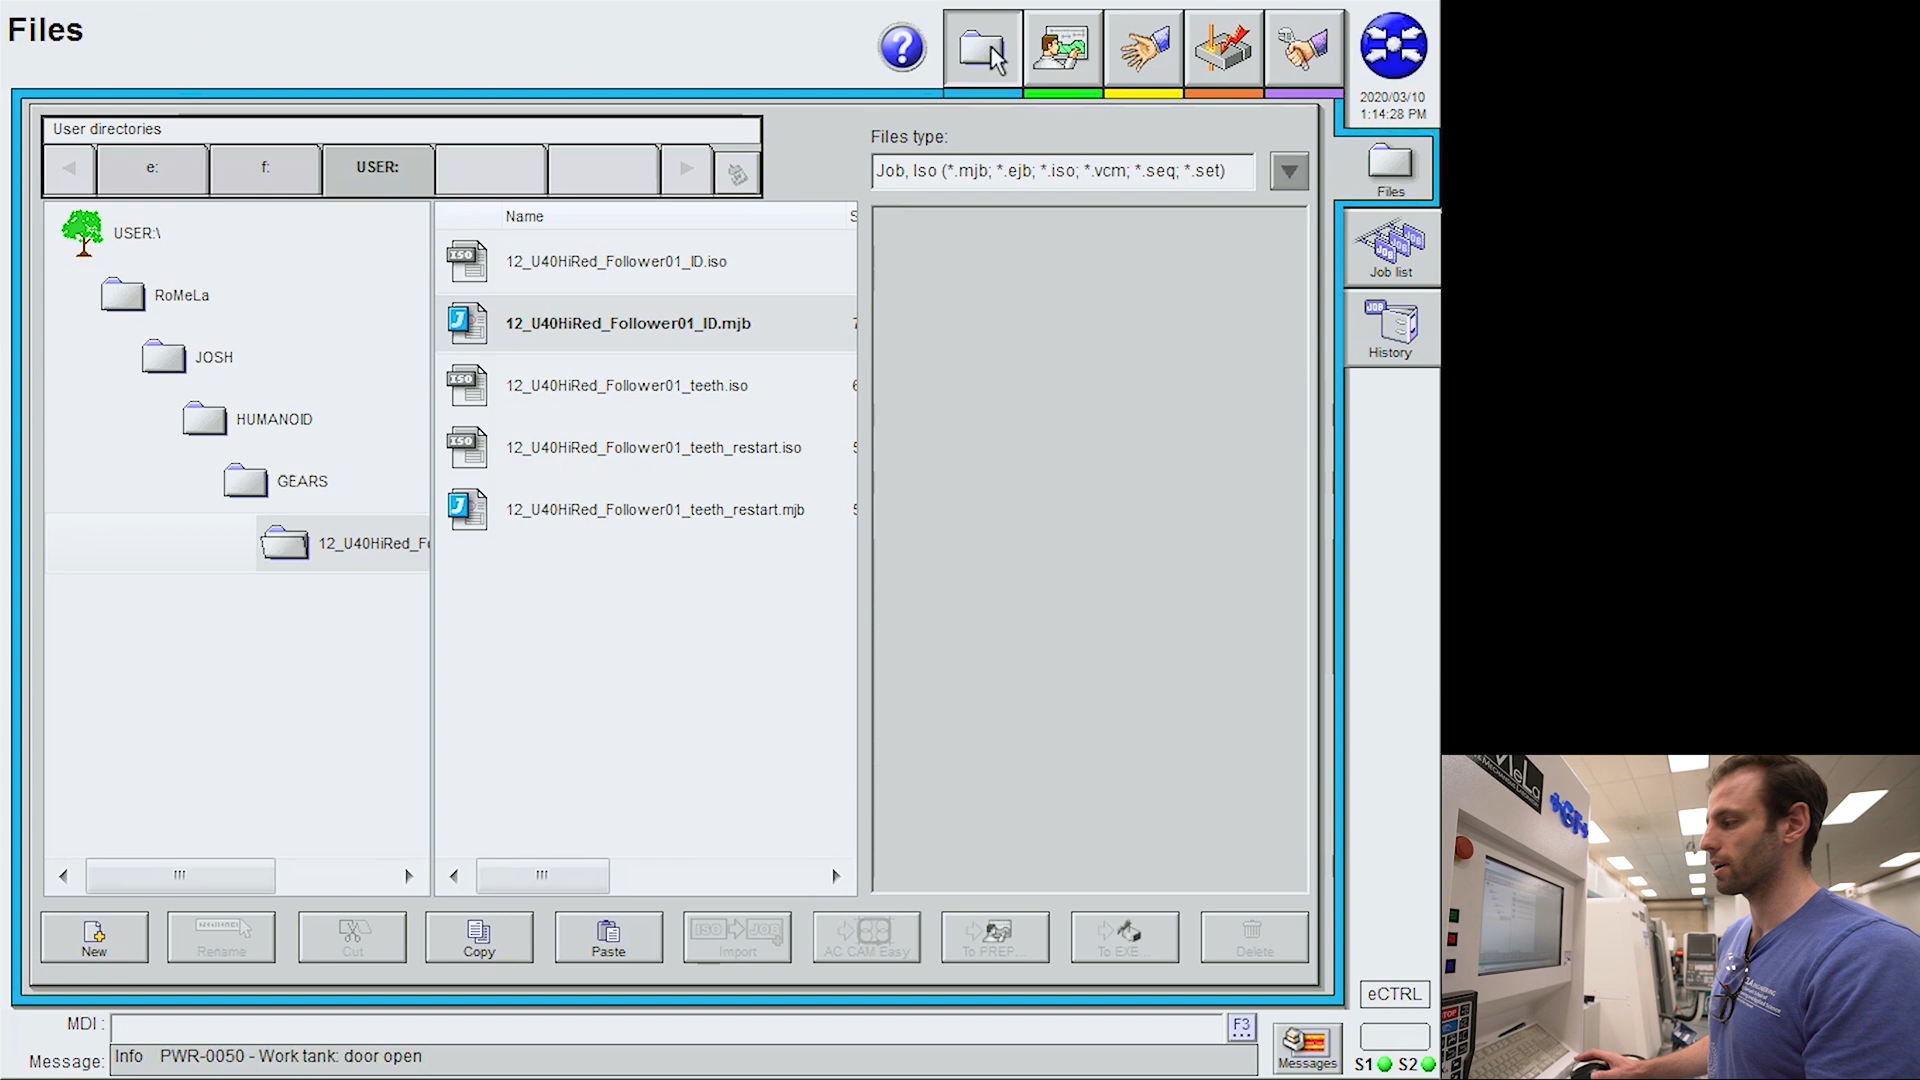 Files
2020/03/10
1:14:28 PM
User directories
e:
f:
USER:
Files type:
Job, Iso (*.mjb; *.ejb; *.iso; *.vcm; *.seq; *.set)
Files
Job list
History
USER:\
RoMeLa
JOSH
HUMANOID
GEARS
12_U40HiRed_F
Name
12_U40HiRed_Follower01_ID.iso
12_U40HiRed_Follower01_ID.mjb
12_U40HiRed_Follower01_teeth.iso
12_U40HiRed_Follower01_teeth_restart.iso
12_U40HiRed_Follower01_teeth_restart.mjb
New
Rename
Cut
Copy
Paste
Import
AC CAM Easy
To PREP...
To EXE...
Delete
MDI :
F3
Message:
Info PWR-0050 - Work tank: door open
Messages
eCTRL
S1
S2
+GF+